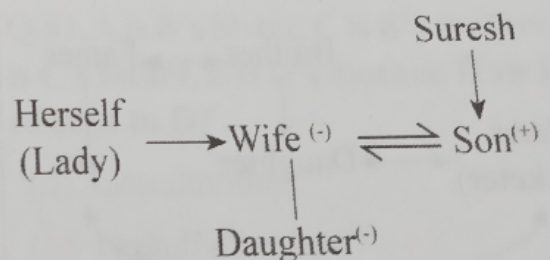 Suresh
Herself
(Lady)
Wife (-)
Son(+)
Daughter(-)